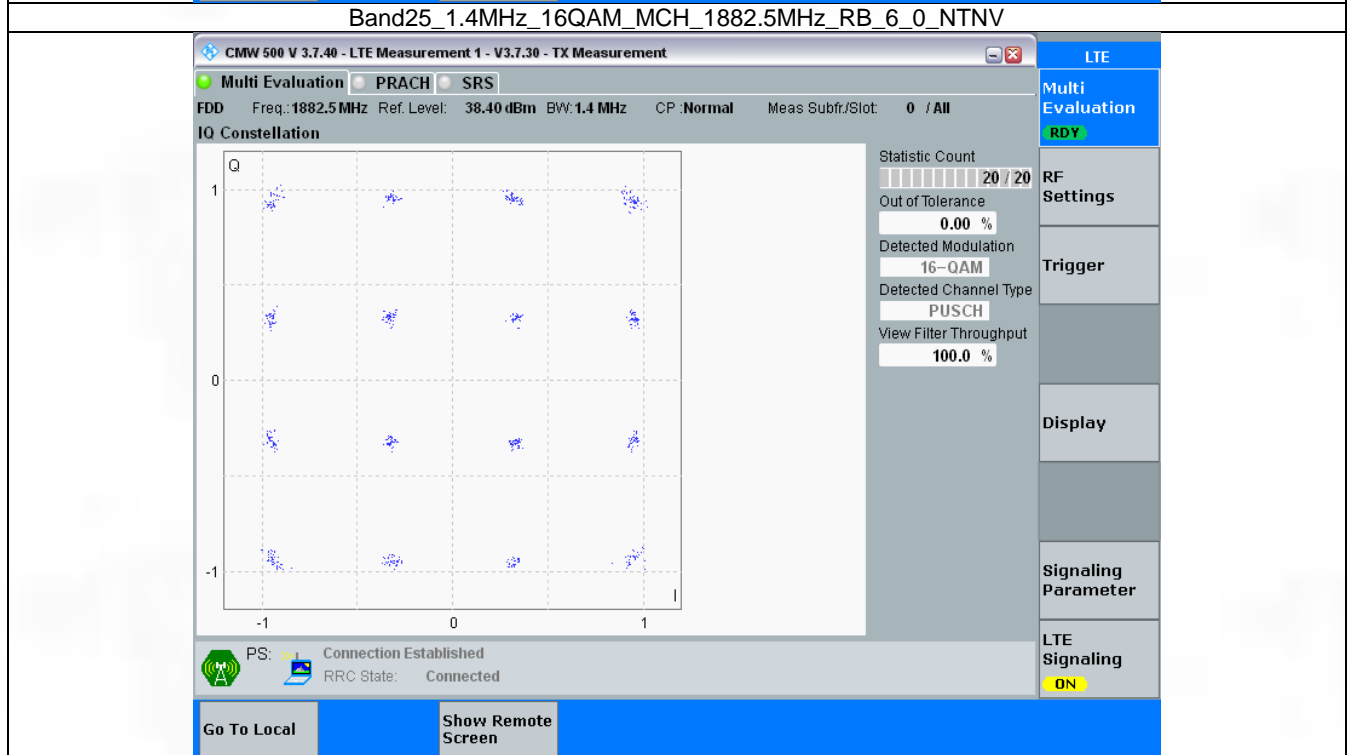 Band25_1.4MHz_16QAM_MCH_1882.5MHz_RB_6_0_NTNV
CMW 500 V 3.7.40 - LTE Measurement 1 - V3.7.30 - TX Measurement
LTE
Multi Evaluation PRACH SRS
Multi
Evaluation
RDY
FDD Freq.:1882.5 MHz Ref. Level: 38.40 dBm BW:1.4 MHz CP :Normal Meas Subfr./Slot: 0 / All
IQ Constellation
Q
1
0
-1
-1 0 1
I
Statistic Count
20 / 20
Out of Tolerance
0.00 %
Detected Modulation
16-QAM
Detected Channel Type
PUSCH
View Filter Throughput
100.0 %
RF
Settings
Trigger
Display
Signaling
Parameter
LTE
Signaling
ON
PS: Connection Established
RRC State: Connected
Go To Local
Show Remote
Screen